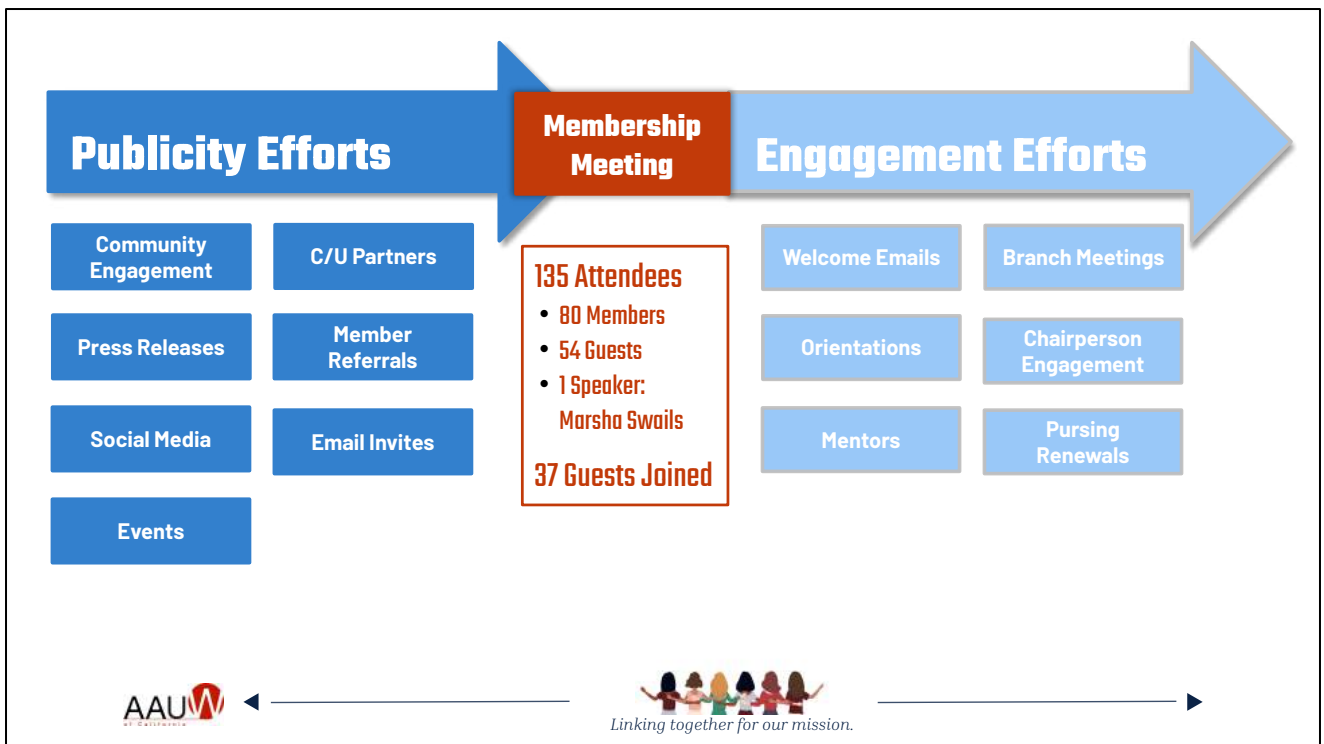 Publicity Efforts
Membership
Meeting
Engagement Efforts
Community
Engagement
C/U Partners
Press Releases
Member
Referrals
Social Media
Email Invites
Events
135 Attendees
• 80 Members
• 54 Guests
• 1 Speaker:
Marsha Swails
37 Guests Joined
Welcome Emails
Branch Meetings
Orientations
Chairperson
Engagement
Mentors
Pursing
Renewals
AAUW
of California
Linking together for our mission.